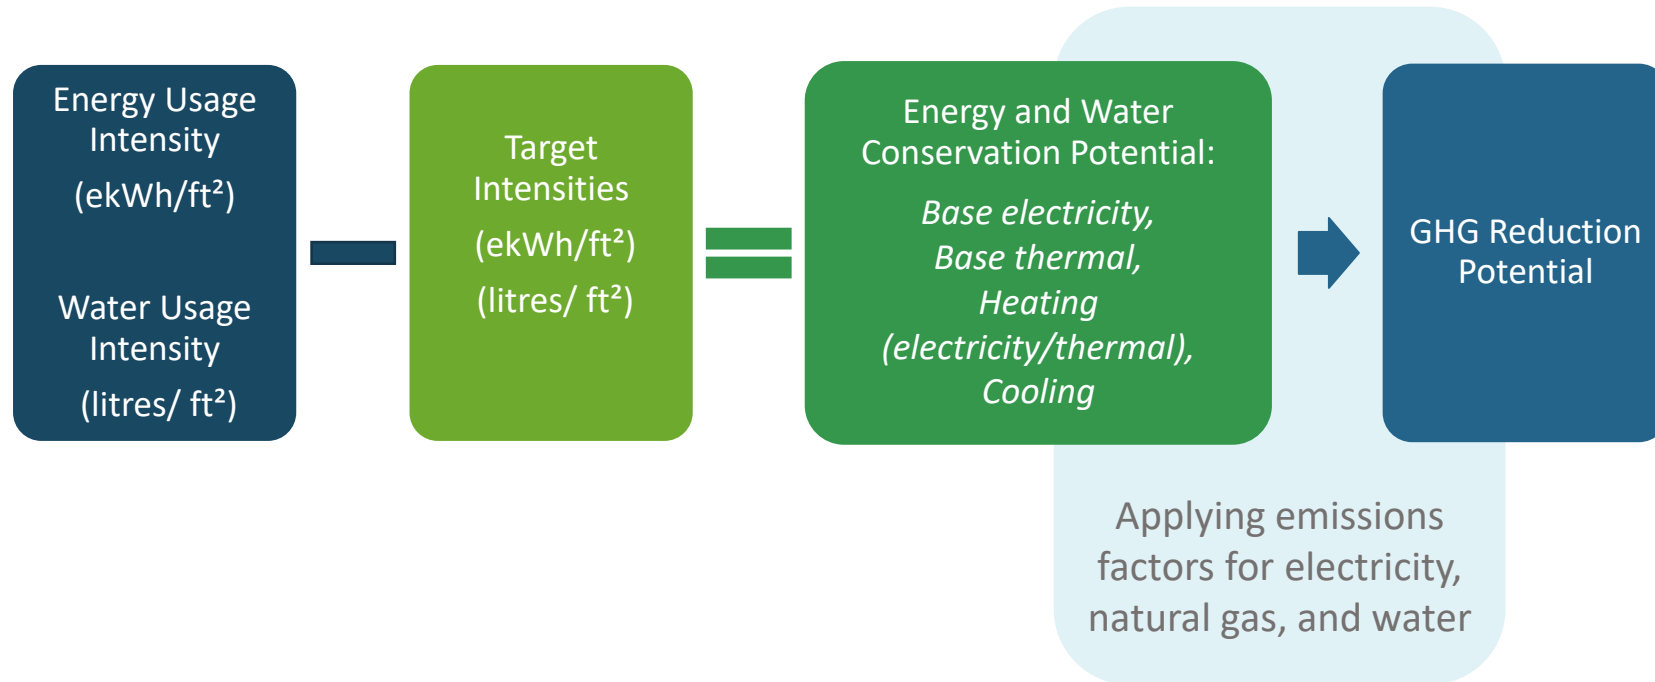 Energy Usage
Intensity
(ekWh/ft²)
Water Usage
Intensity
(litres/ ft²)
Target
Intensities
(ekWh/ft²)
(litres/ ft²)
Energy and Water
Conservation Potential:
Base electricity,
Base thermal,
Heating
(electricity/thermal),
Cooling
GHG Reduction
Potential
Applying emissions
factors for electricity,
natural gas, and water